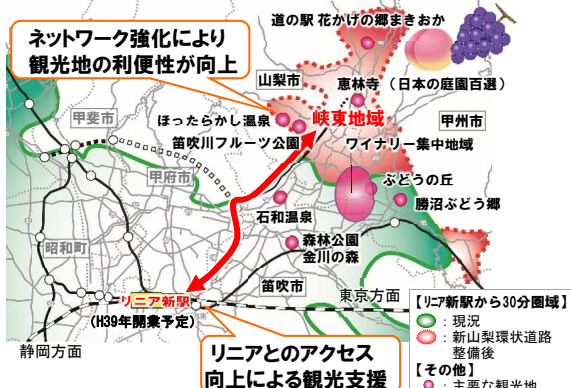 道の駅 花かげの郷まきおか
ネットワーク強化により
観光地の利便性が向上
山梨市
恵林寺 (日本の庭園百選)
甲斐市
ほったらかし温泉
峡東地域
甲州市
笛吹川フルーツ公園
ワイナリー集中地域
甲府市
ぶどうの丘
石和温泉
勝沼ぶどう郷
昭和町
森林公園
金川の森
笛吹市
リニア新駅
(H39年開業予定)
東京方面
静岡方面
リニアとのアクセス
向上による観光支援
【リニア新駅から30分圏域】
:現況
:新山梨環状道路
整備後
【その他】
:主要な観光地